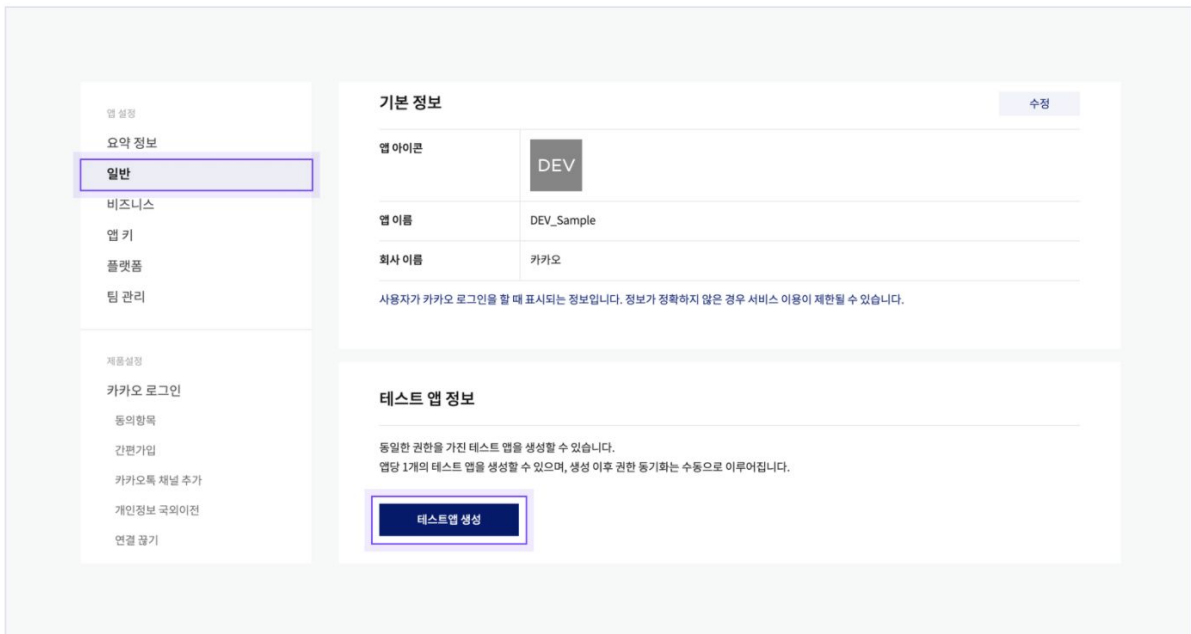 앱 설정
요약 정보
일반
비즈니스
앱 키
플랫폼
팀 관리
제품설정
카카오 로그인
동의항목
간편가입
카카오톡 채널 추가
개인정보 국외이전
연결 끊기
기본 정보
수정
앱 아이콘
DEV
앱 이름
DEV_Sample
회사 이름
카카오
사용자가 카카오 로그인을 할 때 표시되는 정보입니다. 정보가 정확하지 않은 경우 서비스 이용이 제한될 수 있습니다.
테스트 앱 정보
동일한 권한을 가진 테스트 앱을 생성할 수 있습니다.
앱당 1개의 테스트 앱을 생성할 수 있으며, 생성 이후 권한 동기화는 수동으로 이루어집니다.
테스트앱 생성